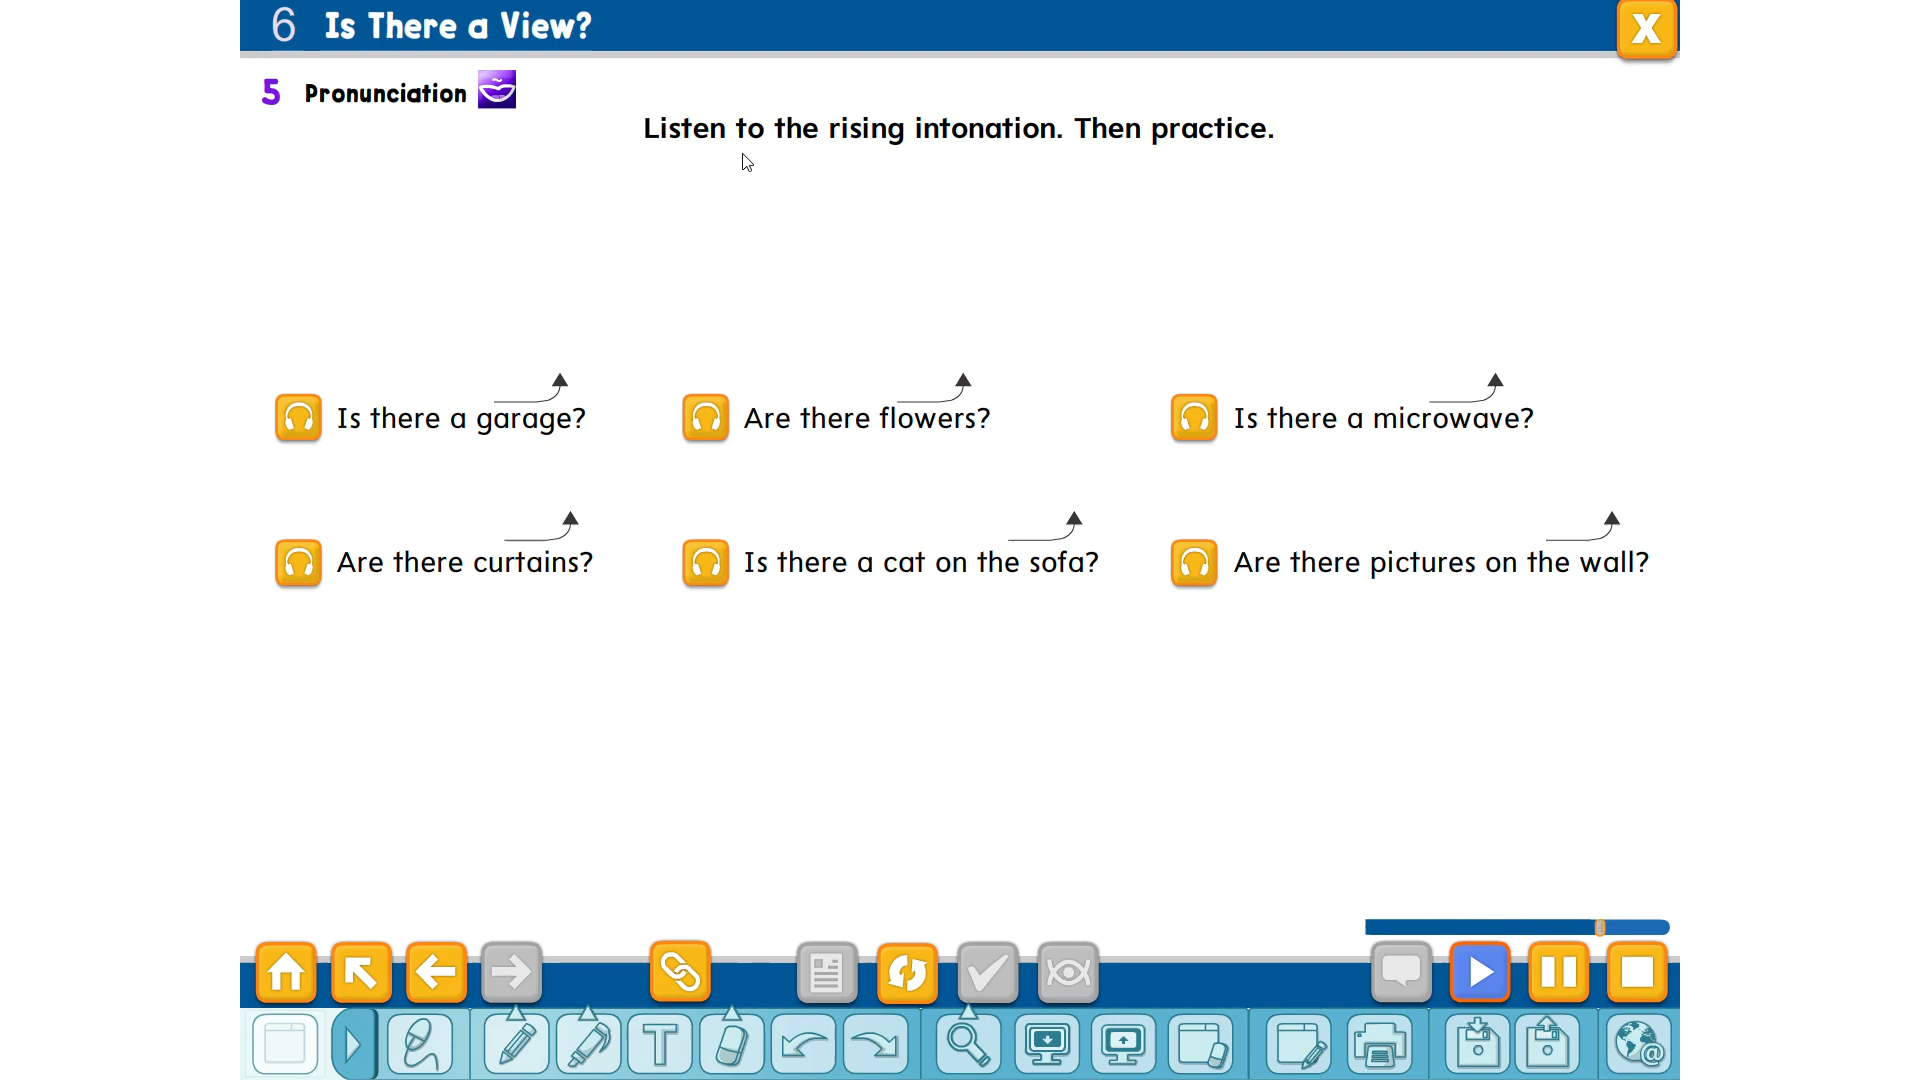 6 Is There a View?
X
5 Pronunciation
Listen to the rising intonation. Then practice.
Is there a garage?
Are there flowers?
Is there a microwave?
Are there curtains?
Is there a cat on the sofa?
Are there pictures on the wall?
T
@